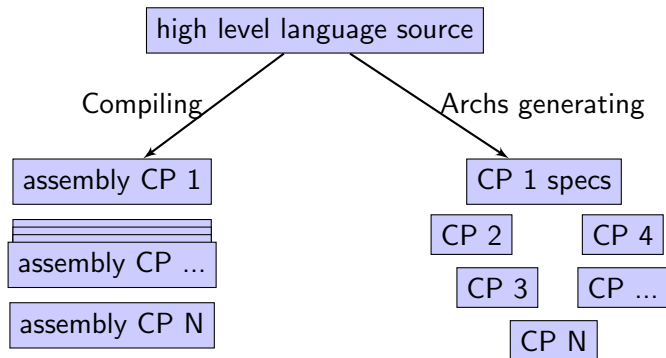 high level language source
Compiling
Archs generating
assembly CP 1
CP 1 specs
CP 2
CP 4
assembly CP ...
CP 3
CP ...
assembly CP N
CP N